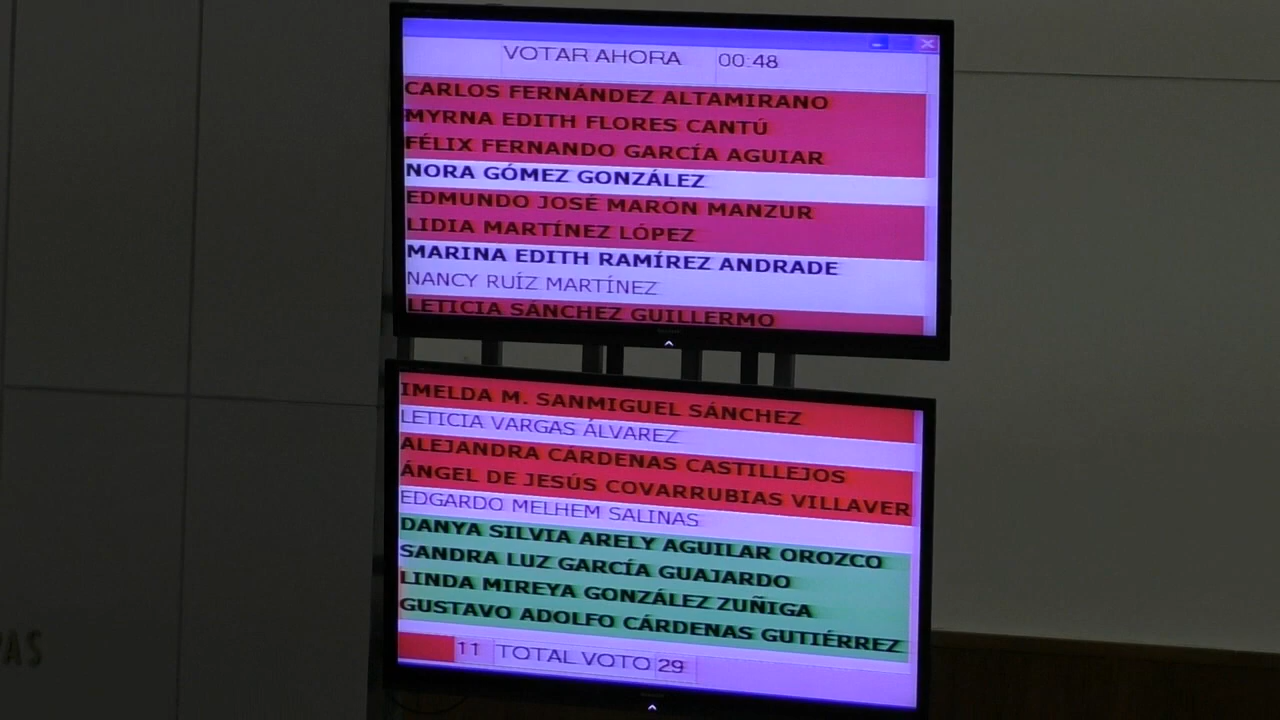 VOTAR AHORA 00:48
CARLOS FERNÁNDEZ ALTAMIRANO
MYRNA EDITH FLORES CANTÚ
FÉLIX FERNANDO GARCÍA AGUIAR
NORA GÓMEZ GONZÁLEZ
EDMUNDO JOSÉ MARÓN MANZUR
LIDIA MARTÍNEZ LÓPEZ
MARINA EDITH RAMÍREZ ANDRADE
NANCY RUÍZ MARTÍNEZ
LETICIA SÁNCHEZ GUILLERMO
IMELDA M. SANMIGUEL SÁNCHEZ
LETICIA VARGAS ÁLVAREZ
ALEJANDRA CÁRDENAS CASTILLEJOS
ÁNGEL DE JESÚS COVARRUBIAS VILLAVER
EDGARDO MELHEM SALINAS
DANYA SILVIA ARELY AGUILAR OROZCO
SANDRA LUZ GARCÍA GUAJARDO
LINDA MIREYA GONZÁLEZ ZUÑIGA
GUSTAVO ADOLFO CÁRDENAS GUTIÉRREZ
11 TOTAL VOTO 29
PAS